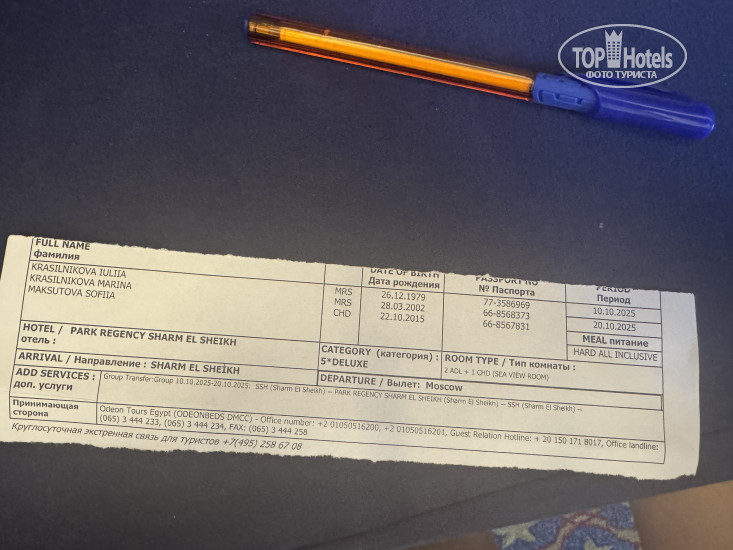 TOP Hotels
ФОТО ТУРИСТА
FULL NAME
фамилия
DATE OF BIRTH
Дата рождения
PASSPORT NO
№ Паспорта
PERIOD
Период
KRASILNIKOVA IULIIA MRS 26.12.1979 77-3586969 10.10.2025
KRASILNIKOVA MARINA MRS 28.03.2002 66-8568373 20.10.2025
MAKSUTOVA SOFIIA CHD 22.10.2015 66-8567831
MEAL питание
HARD ALL INCLUSIVE
HOTEL / PARK REGENCY SHARM EL SHEIKH
отель :
CATEGORY (категория) :
5*DELUXE
ROOM TYPE / Тип комнаты :
2 ADL + 1 CHD (SEA VIEW ROOM)
ARRIVAL / Направление : SHARM EL SHEIKH
DEPARTURE / Вылет: Moscow
ADD SERVICES :
доп. услуги
Group Transfer:Group 10.10.2025-20.10.2025: SSH (Sharm El Sheikh) -- PARK REGENCY SHARM EL SHEIKH (Sharm El Sheikh) -- SSH (Sharm El Sheikh) --
Принимающая
сторона
Odeon Tours Egypt (ODEONBEDS DMCC) - Office number: +2 01050516200, +2 01050516201, Guest Relation Hotline: + 20 150 171 8017, Office landline:
(065) 3 444 233, (065) 3 444 234, FAX: (065) 3 444 258
Круглосуточная экстренная связь для туристов +7(495) 258 67 08